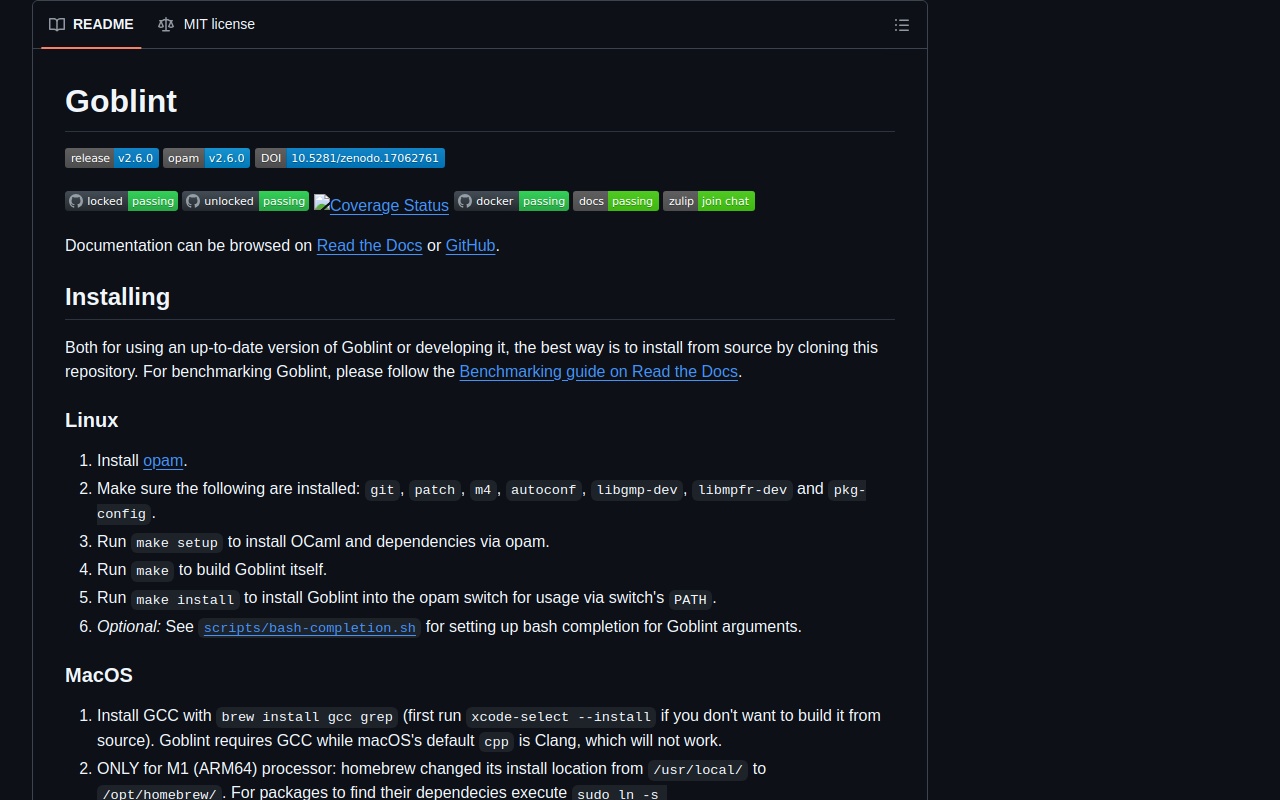 README MIT license
Goblint
release v2.6.0 opam v2.6.0 DOI 10.5281/zenodo.17062761
locked passing unlocked passing Coverage Status docker passing docs passing zulip join chat
Documentation can be browsed on Read the Docs or GitHub.
Installing
Both for using an up-to-date version of Goblint or developing it, the best way is to install from source by cloning this
repository. For benchmarking Goblint, please follow the Benchmarking guide on Read the Docs.
Linux
1. Install opam.
2. Make sure the following are installed: git, patch, m4, autoconf, libgmp-dev, libmpfr-dev and pkg-
config.
3. Run make setup to install OCaml and dependencies via opam.
4. Run make to build Goblint itself.
5. Run make install to install Goblint into the opam switch for usage via switch's PATH.
6. Optional: See scripts/bash-completion.sh for setting up bash completion for Goblint arguments.
MacOS
1. Install GCC with brew install gcc grep (first run xcode-select --install if you don't want to build it from
source). Goblint requires GCC while macOS's default cpp is Clang, which will not work.
2. ONLY for M1 (ARM64) processor: homebrew changed its install location from /usr/local/ to
/opt/homebrew/. For packages to find their dependecies execute sudo ln -s